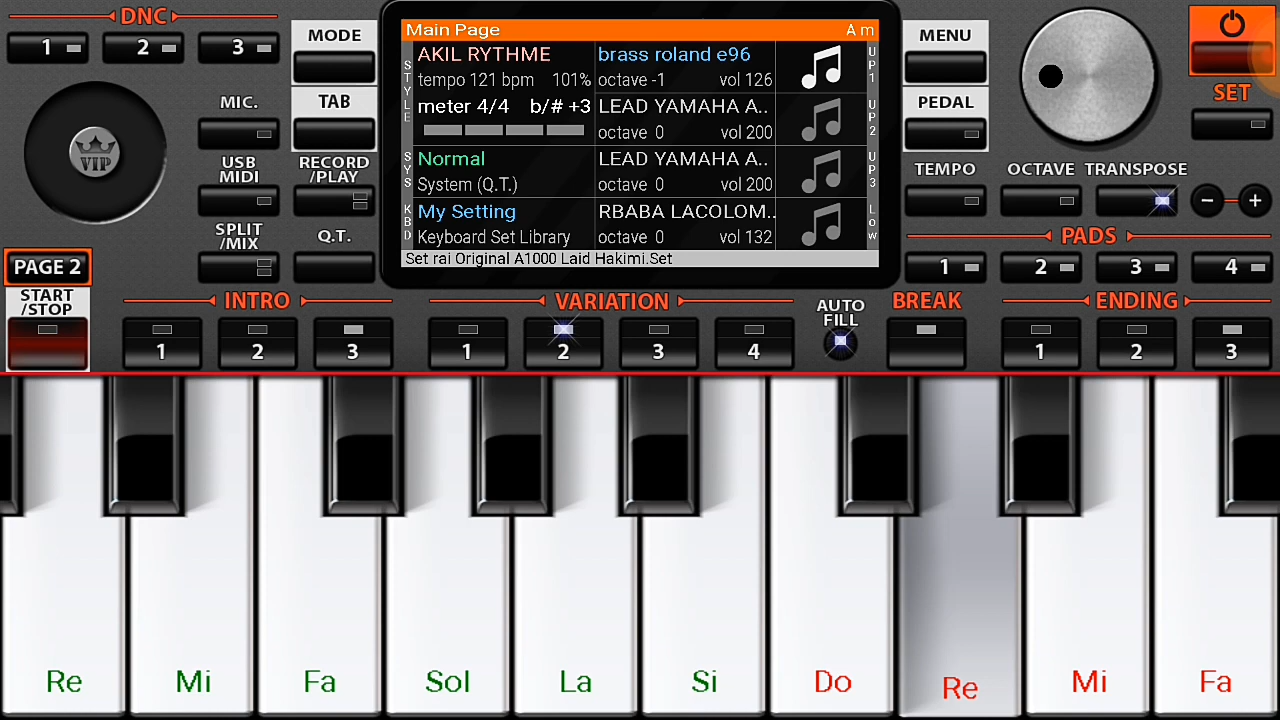 DNC
1 2 3
MODE
TAB
RECORD
/PLAY
Q.T.
MIC.
USB
MIDI
SPLIT
/MIX
VIP
PAGE 2
START
/STOP
Main Page A m
STYLE
AKIL RYTHME
tempo 121 bpm 101%
meter 4/4 b/# +3
SYS
Normal
System (Q.T.)
KBD
My Setting
Keyboard Set Library
brass roland e96
octave -1 vol 126
UP1
LEAD YAMAHA A..
octave 0 vol 200
UP2
LEAD YAMAHA A..
octave 0 vol 200
UP3
RBABA LACOLOM..
octave 0 vol 132
Low
Set rai Original A1000 Laid Hakimi.Set
MENU
PEDAL
SET
TEMPO OCTAVE TRANSPOSE − +
PADS
1 2 3 4
INTRO
1 2 3
VARIATION
1 2 3 4
AUTO
FILL
BREAK
ENDING
1 2 3
Re Mi Fa Sol La Si Do Re Mi Fa